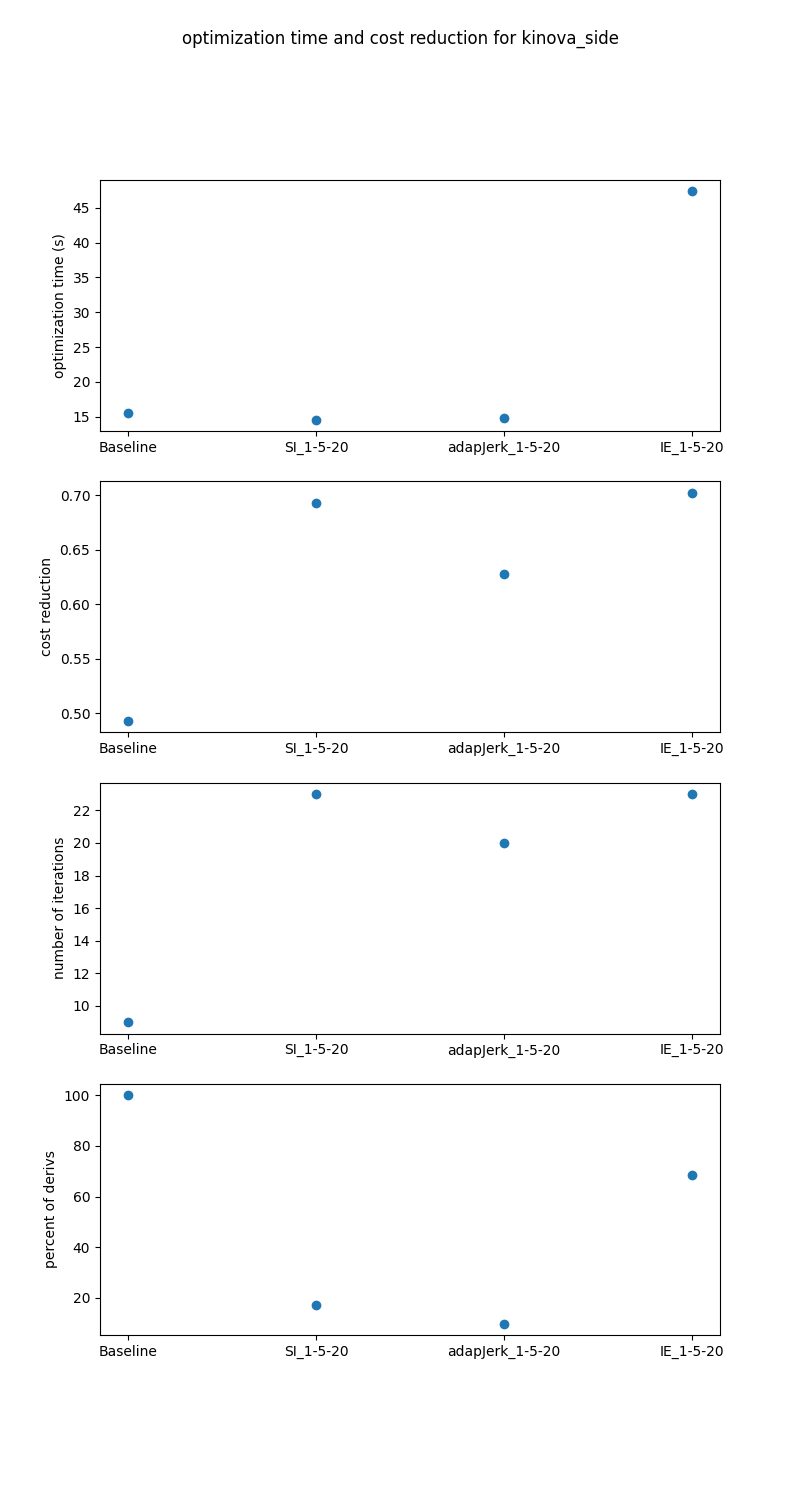 optimization time and cost reduction for kinova_side
45
40
35
30
25
20
15
optimization time (s)
Baseline SI_1-5-20 adapJerk_1-5-20 IE_1-5-20
0.70
0.65
0.60
0.55
0.50
cost reduction
Baseline SI_1-5-20 adapJerk_1-5-20 IE_1-5-20
22
20
18
16
14
12
10
number of iterations
Baseline SI_1-5-20 adapJerk_1-5-20 IE_1-5-20
100
80
60
40
20
percent of derivs
Baseline SI_1-5-20 adapJerk_1-5-20 IE_1-5-20